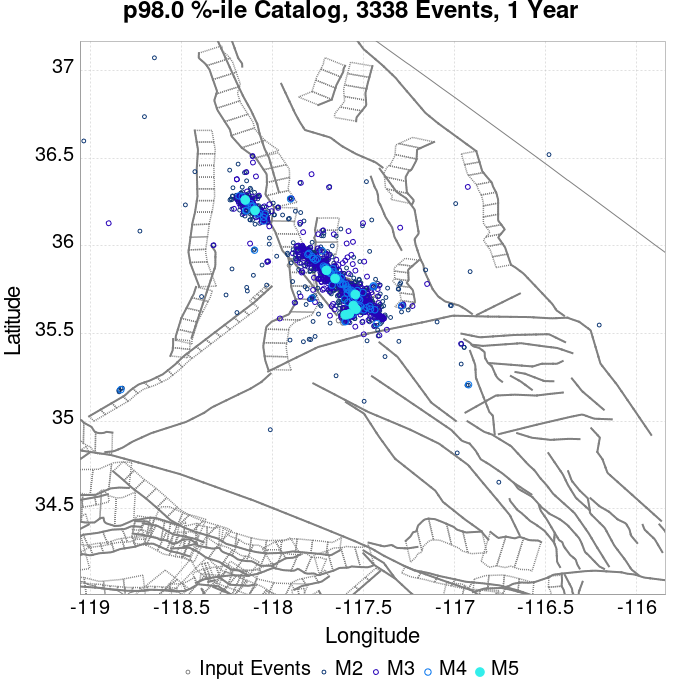 p98.0 %-ile Catalog, 3338 Events, 1 Year
37
36.5
36
35.5
35
34.5
Latitude
-119 -118.5 -118 -117.5 -117 -116.5 -116
Longitude
Input Events M2 M3 M4 M5